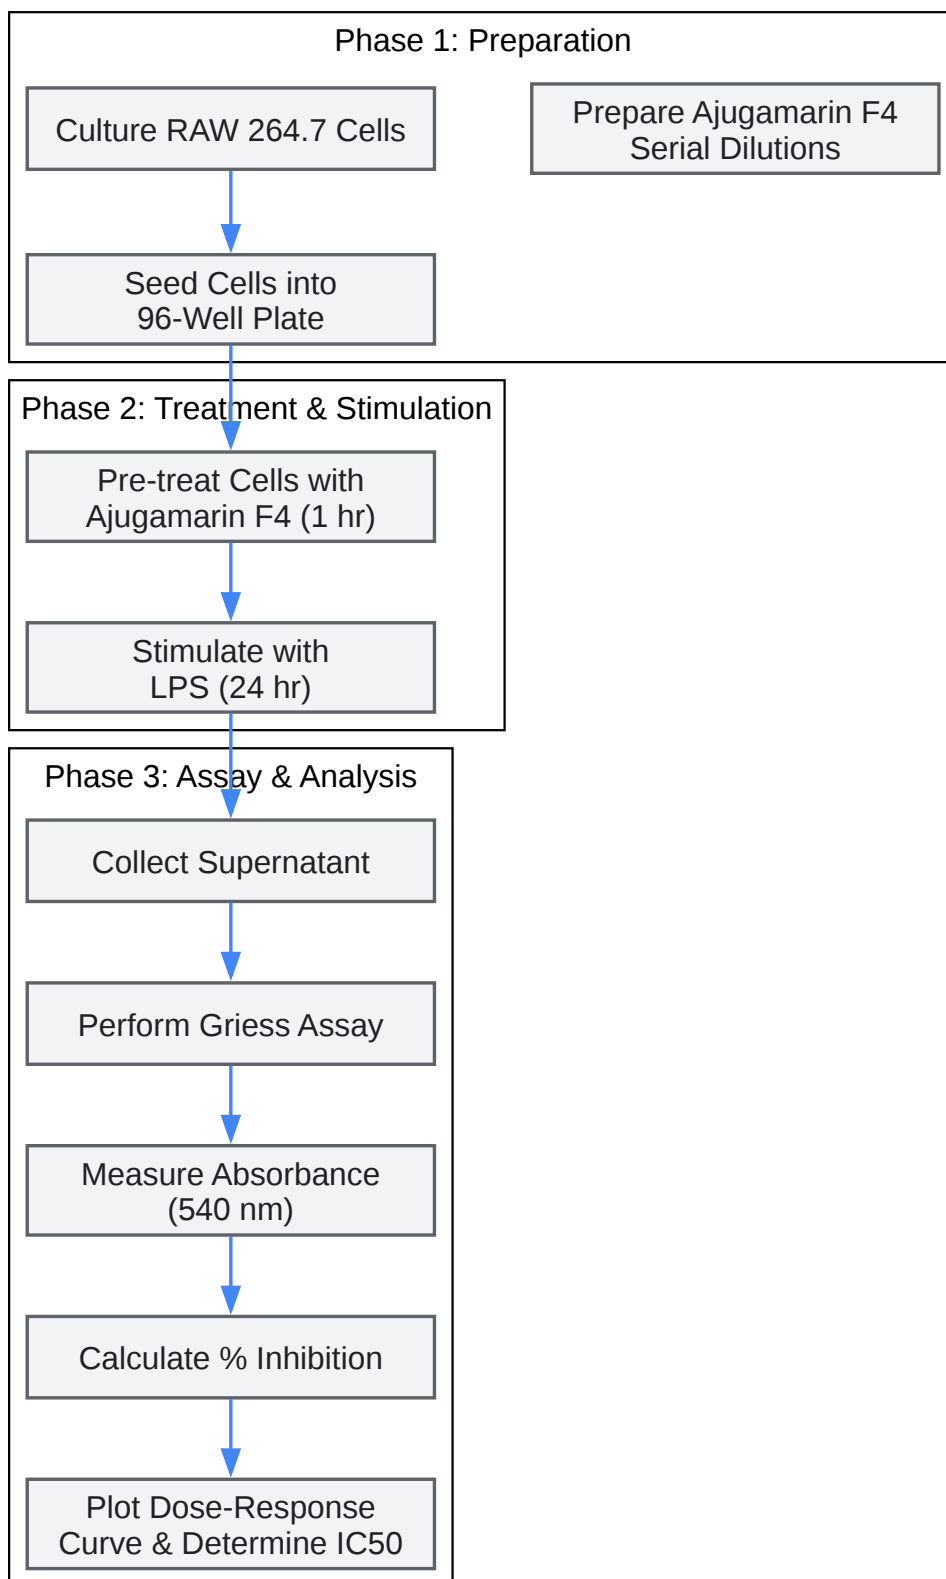 Phase 1: Preparation
Culture RAW 264.7 Cells
Prepare Ajugamarin F4
Serial Dilutions
Seed Cells into
96-Well Plate
Phase 2: Treatment & Stimulation
Pre-treat Cells with
Ajugamarin F4 (1 hr)
Stimulate with
LPS (24 hr)
Phase 3: Assay & Analysis
Collect Supernatant
Perform Griess Assay
Measure Absorbance
(540 nm)
Calculate % Inhibition
Plot Dose-Response
Curve & Determine IC50